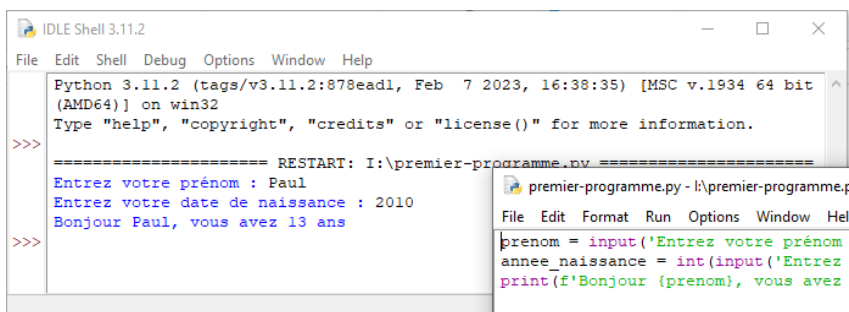 IDLE Shell 3.11.2
File Edit Shell Debug Options Window Help
Python 3.11.2 (tags/v3.11.2:878ead1, Feb 7 2023, 16:38:35) [MSC v.1934 64 bit
(AMD64)] on win32
Type "help", "copyright", "credits" or "license()" for more information.
>>>
====================== RESTART: I:\premier-programme.py ======================
Entrez votre prénom : Paul
Entrez votre date de naissance : 2010
Bonjour Paul, vous avez 13 ans
>>>
premier-programme.py - I:\premier-programme.p
File Edit Format Run Options Window Hel
prenom = input('Entrez votre prénom
annee_naissance = int(input('Entrez
print(f'Bonjour {prenom}, vous avez